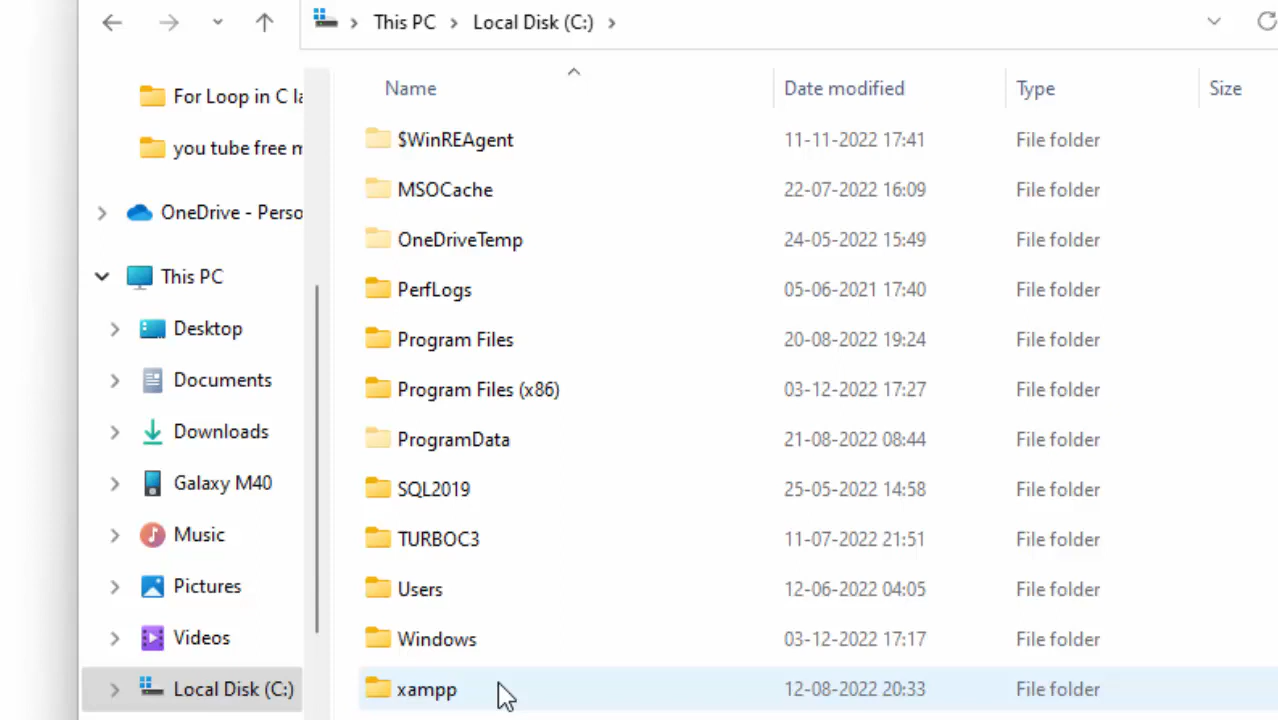 This PC > Local Disk (C:) >
Name Date modified Type Size
For Loop in C la
you tube free m
OneDrive - Perso
This PC
Desktop
Documents
Downloads
Galaxy M40
Music
Pictures
Videos
Local Disk (C:)
$WinREAgent 11-11-2022 17:41 File folder
MSOCache 22-07-2022 16:09 File folder
OneDriveTemp 24-05-2022 15:49 File folder
PerfLogs 05-06-2021 17:40 File folder
Program Files 20-08-2022 19:24 File folder
Program Files (x86) 03-12-2022 17:27 File folder
ProgramData 21-08-2022 08:44 File folder
SQL2019 25-05-2022 14:58 File folder
TURBOC3 11-07-2022 21:51 File folder
Users 12-06-2022 04:05 File folder
Windows 03-12-2022 17:17 File folder
xampp 12-08-2022 20:33 File folder